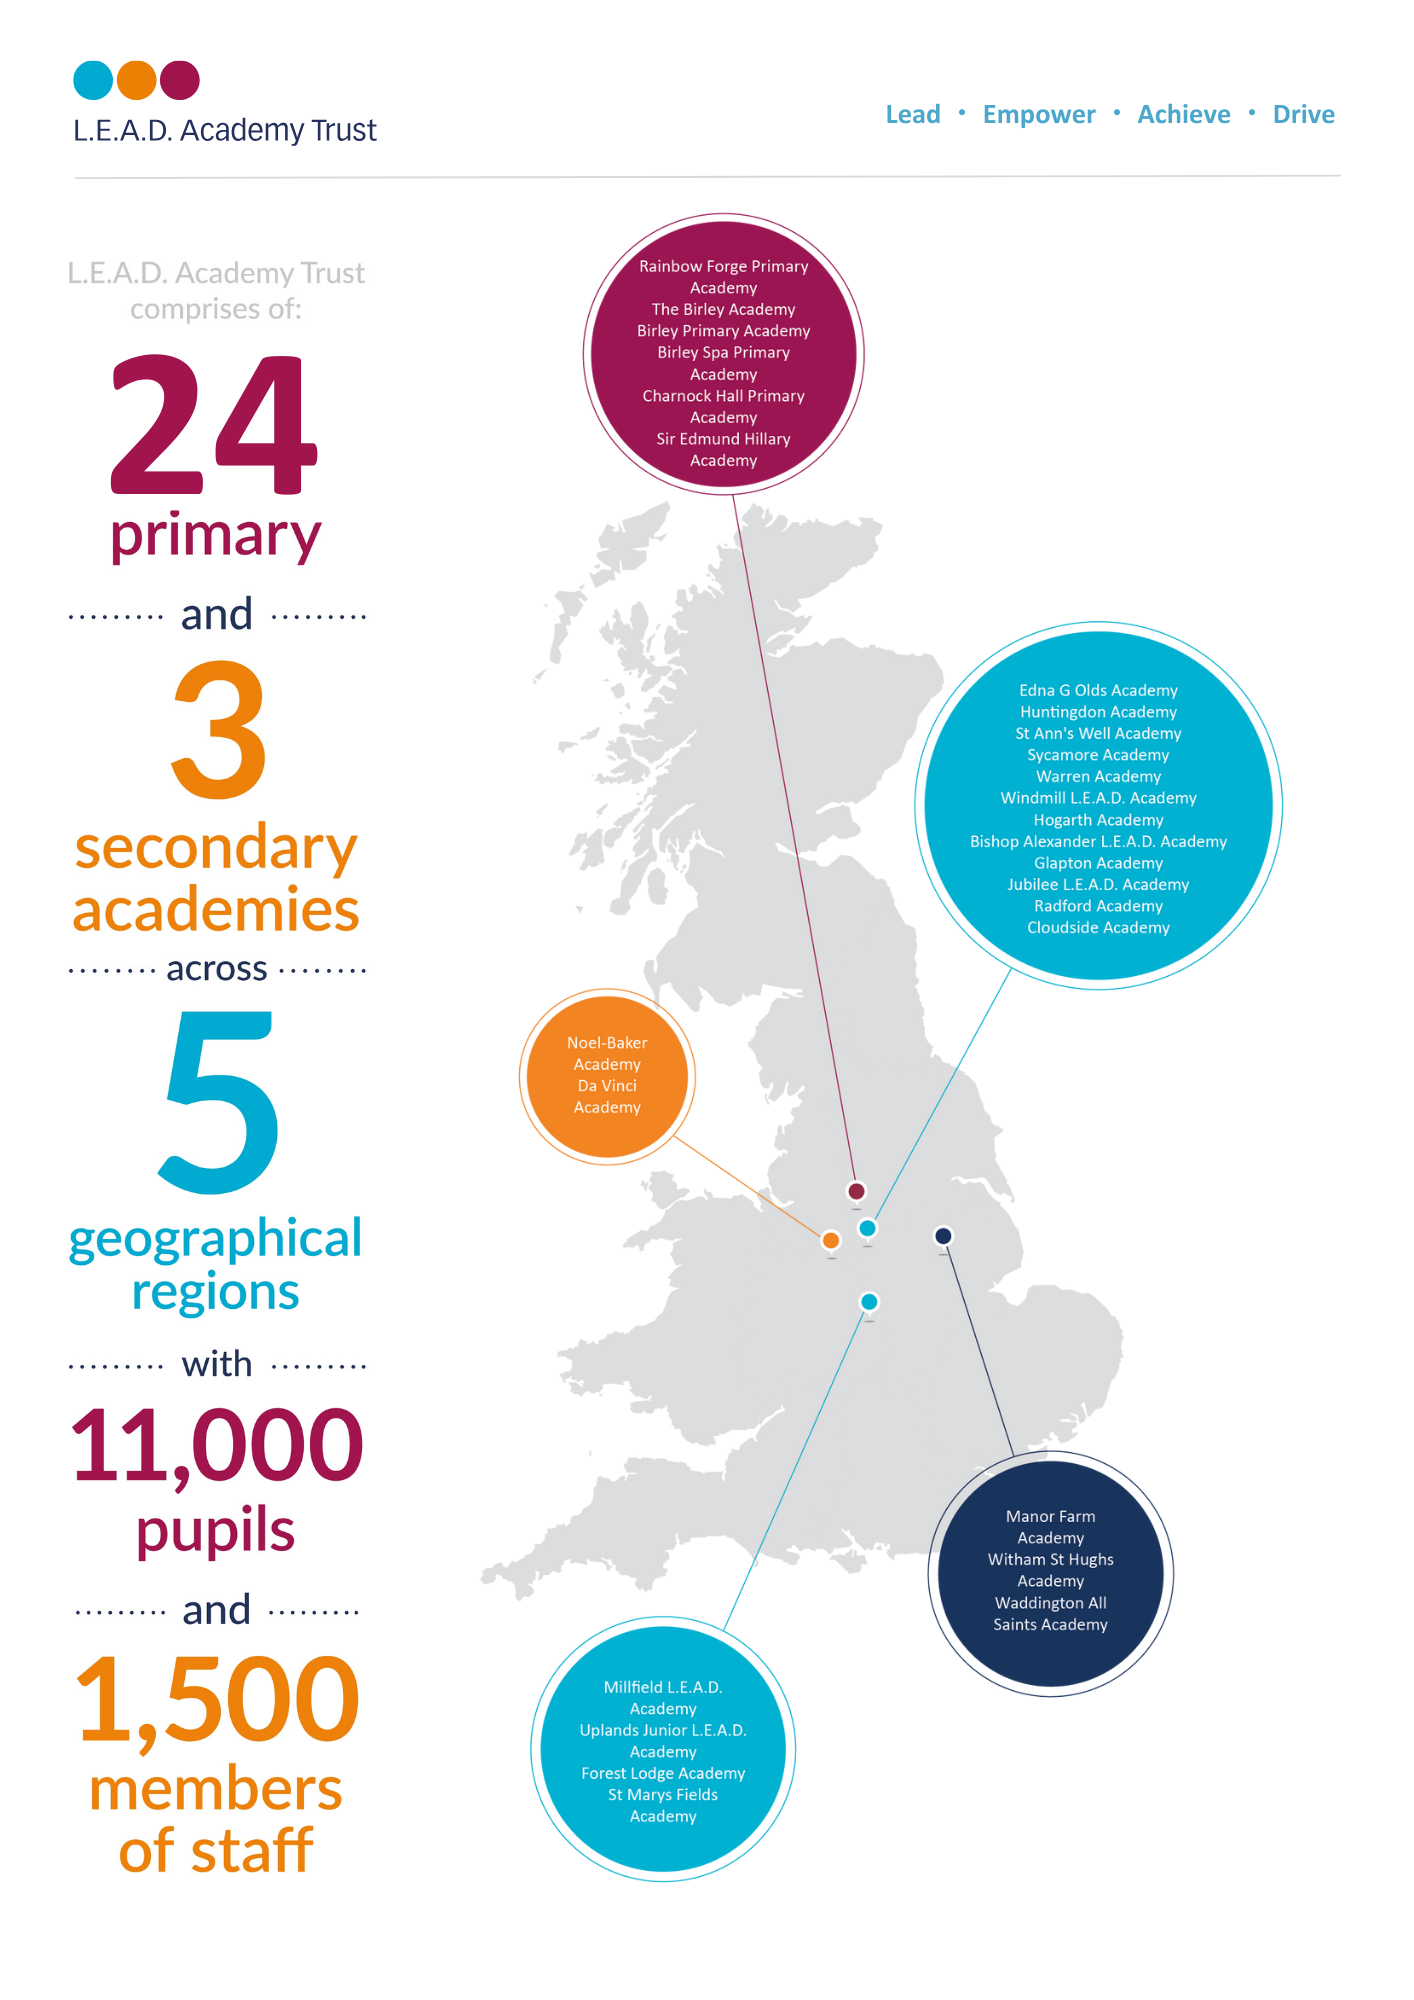 L.E.A.D. Academy Trust
Lead • Empower • Achieve • Drive
L.E.A.D. Academy Trust
comprises of:
24
primary
......... and .........
3
secondary
academies
........ across ........
5
geographical
regions
......... with .........
11,000
pupils
......... and .........
1,500
members
of staff
Rainbow Forge Primary
Academy
The Birley Academy
Birley Primary Academy
Birley Spa Primary
Academy
Charnock Hall Primary
Academy
Sir Edmund Hillary
Academy
Edna G Olds Academy
Huntingdon Academy
St Ann's Well Academy
Sycamore Academy
Warren Academy
Windmill L.E.A.D. Academy
Hogarth Academy
Bishop Alexander L.E.A.D. Academy
Glapton Academy
Jubilee L.E.A.D. Academy
Radford Academy
Cloudside Academy
Noel-Baker
Academy
Da Vinci
Academy
Manor Farm
Academy
Witham St Hughs
Academy
Waddington All
Saints Academy
Millfield L.E.A.D.
Academy
Uplands Junior L.E.A.D.
Academy
Forest Lodge Academy
St Marys Fields
Academy